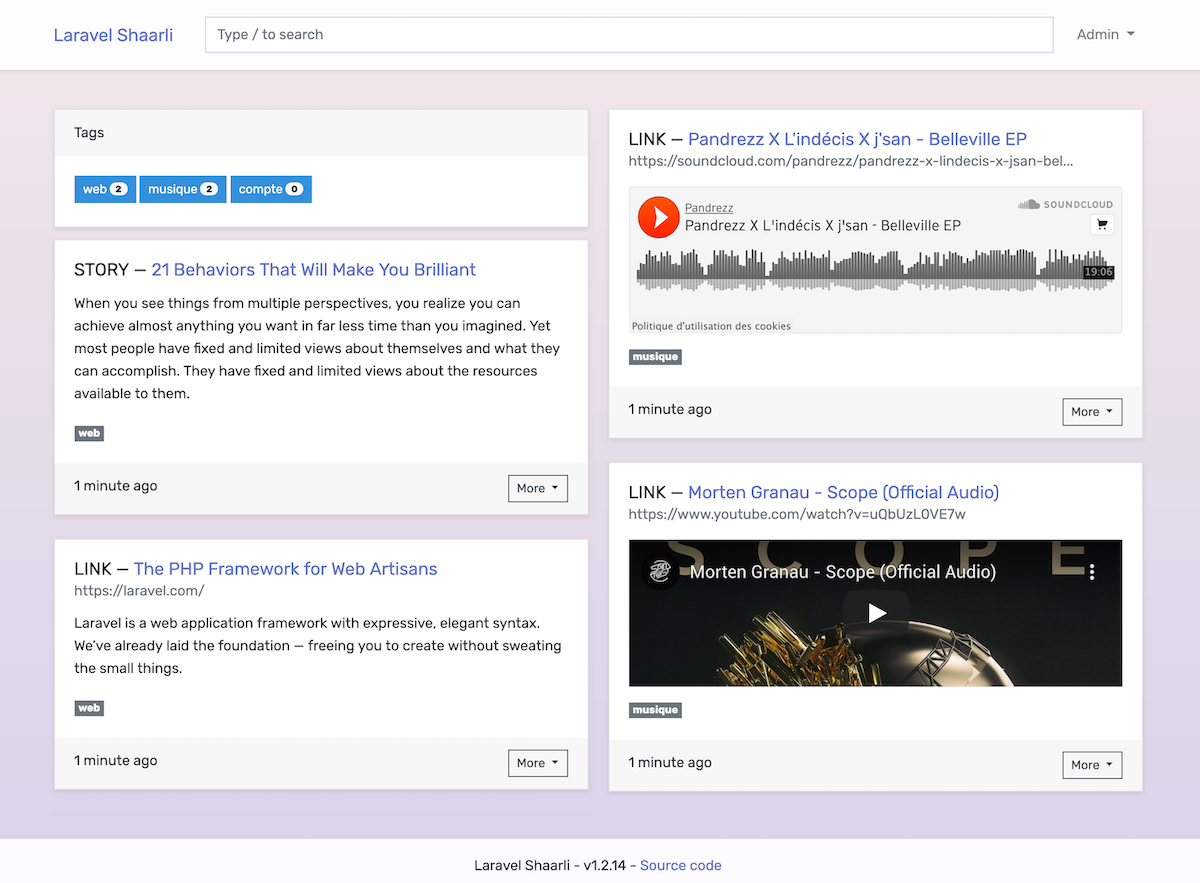 Laravel Shaarli
Type / to search
Admin
Tags
web 2 musique 2 compte 0
STORY — 21 Behaviors That Will Make You Brilliant
When you see things from multiple perspectives, you realize you can
achieve almost anything you want in far less time than you imagined. Yet
most people have fixed and limited views about themselves and what they
can accomplish. They have fixed and limited views about the resources
available to them.
web
1 minute ago
More
LINK — The PHP Framework for Web Artisans
https://laravel.com/
Laravel is a web application framework with expressive, elegant syntax.
We’ve already laid the foundation — freeing you to create without sweating
the small things.
web
1 minute ago
More
LINK — Pandrezz X L'indécis X j'san - Belleville EP
https://soundcloud.com/pandrezz/pandrezz-x-lindecis-x-jsan-bel...
Pandrezz
SOUNDCLOUD
Pandrezz X L'indécis X j'san - Belleville EP
19:06
Politique d'utilisation des cookies
musique
1 minute ago
More
LINK — Morten Granau - Scope (Official Audio)
https://www.youtube.com/watch?v=uQbUzL0VE7w
SCOPE
Morten Granau - Scope (Official Audio)
musique
1 minute ago
More
Laravel Shaarli - v1.2.14 - Source code